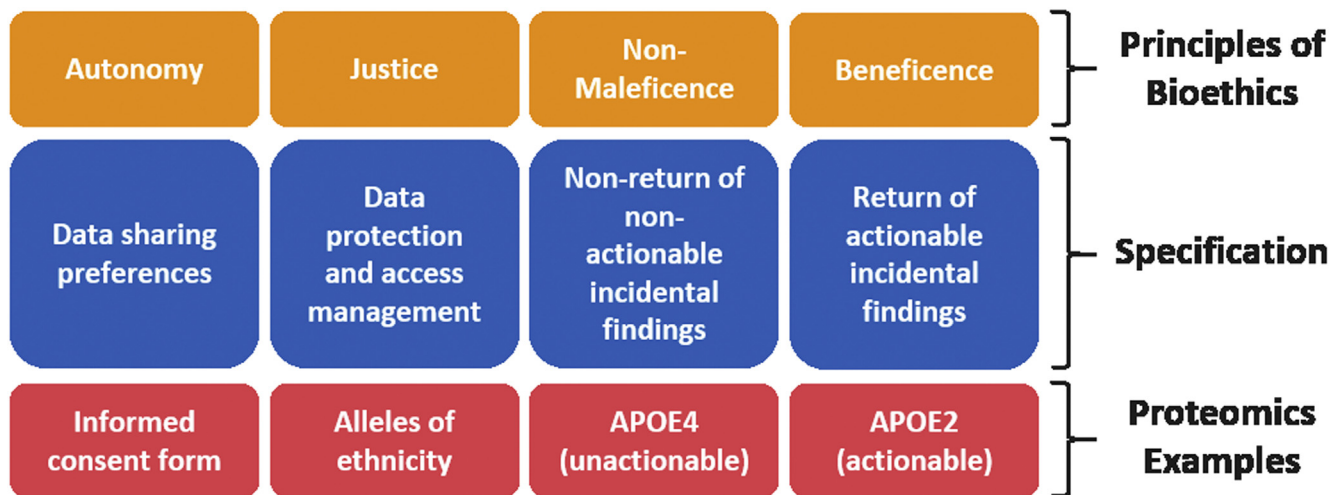 Autonomy
Justice
Non-
Maleficence
Beneficence
Principles of
Bioethics
Data sharing
preferences
Data
protection
and access
management
Non-return of
non-
actionable
incidental
findings
Return of
actionable
incidental
findings
Specification
Informed
consent form
Alleles of
ethnicity
APOE4
(unactionable)
APOE2
(actionable)
Proteomics
Examples